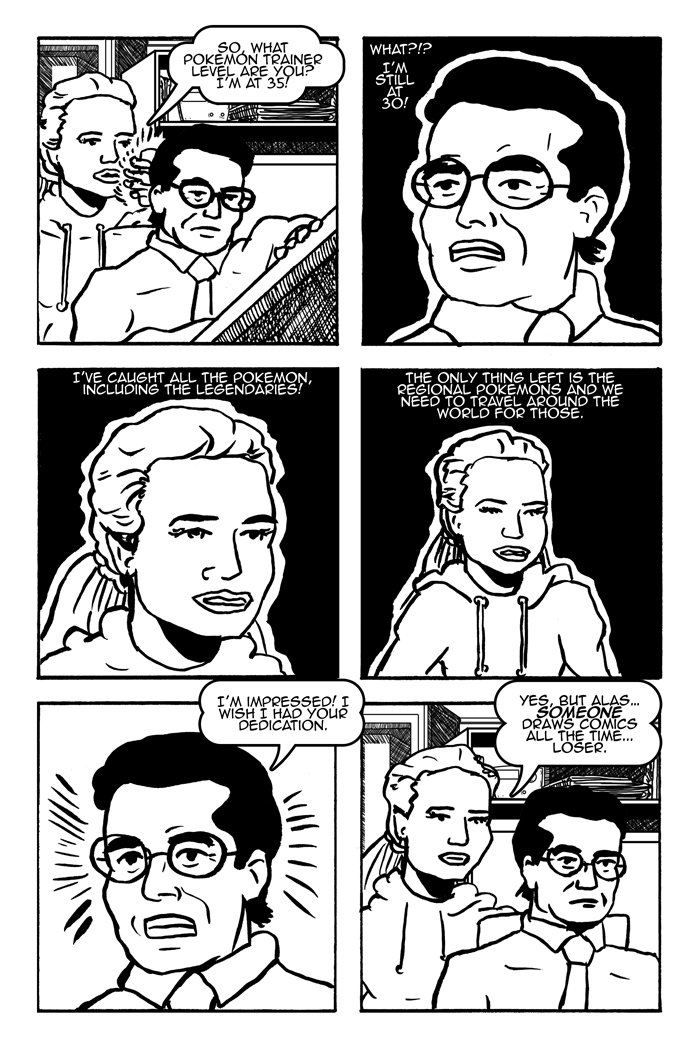 SO, WHAT
POKEMON TRAINER
LEVEL ARE YOU?
I'M AT 35!
WHAT?!?
I'M
STILL
AT
30!
I'VE CAUGHT ALL THE POKEMON,
INCLUDING THE LEGENDARIES!
THE ONLY THING LEFT IS THE
REGIONAL POKEMONS AND WE
NEED TO TRAVEL AROUND THE
WORLD FOR THOSE.
I'M IMPRESSED! I
WISH I HAD YOUR
DEDICATION.
YES, BUT ALAS...
SOMEONE
DRAWS COMICS
ALL THE TIME...
LOSER.